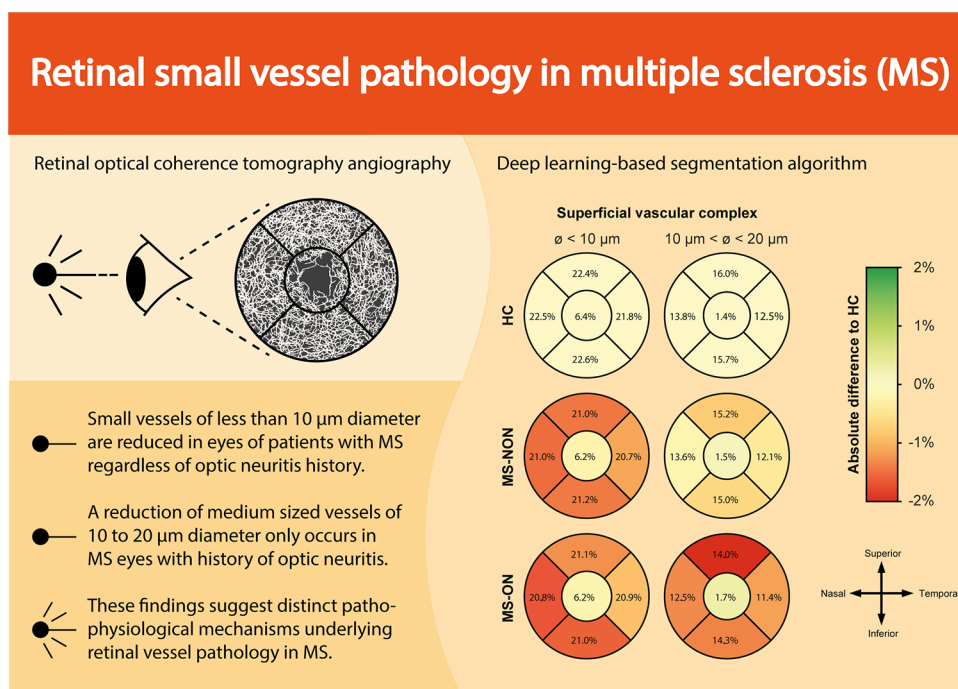 Retinal small vessel pathology in multiple sclerosis (MS)
Retinal optical coherence tomography angiography
Small vessels of less than 10 µm diameter
are reduced in eyes of patients with MS
regardless of optic neuritis history.
A reduction of medium sized vessels of
10 to 20 µm diameter only occurs in
MS eyes with history of optic neuritis.
These findings suggest distinct patho-
physiological mechanisms underlying
retinal vessel pathology in MS.
Deep learning-based segmentation algorithm
Superficial vascular complex
ø < 10 µm
10 µm < ø < 20 µm
HC
22.4%
22.5% 6.4% 21.8%
22.6%
16.0%
13.8% 1.4% 12.5%
15.7%
MS-NON
21.0%
21.0% 6.2% 20.7%
21.2%
15.2%
13.6% 1.5% 12.1%
15.0%
MS-ON
21.1%
20.8% 6.2% 20.9%
21.0%
14.0%
12.5% 1.7% 11.4%
14.3%
Absolute difference to HC
2%
1%
0%
-1%
-2%
Superior
Nasal
Tempora
Inferior